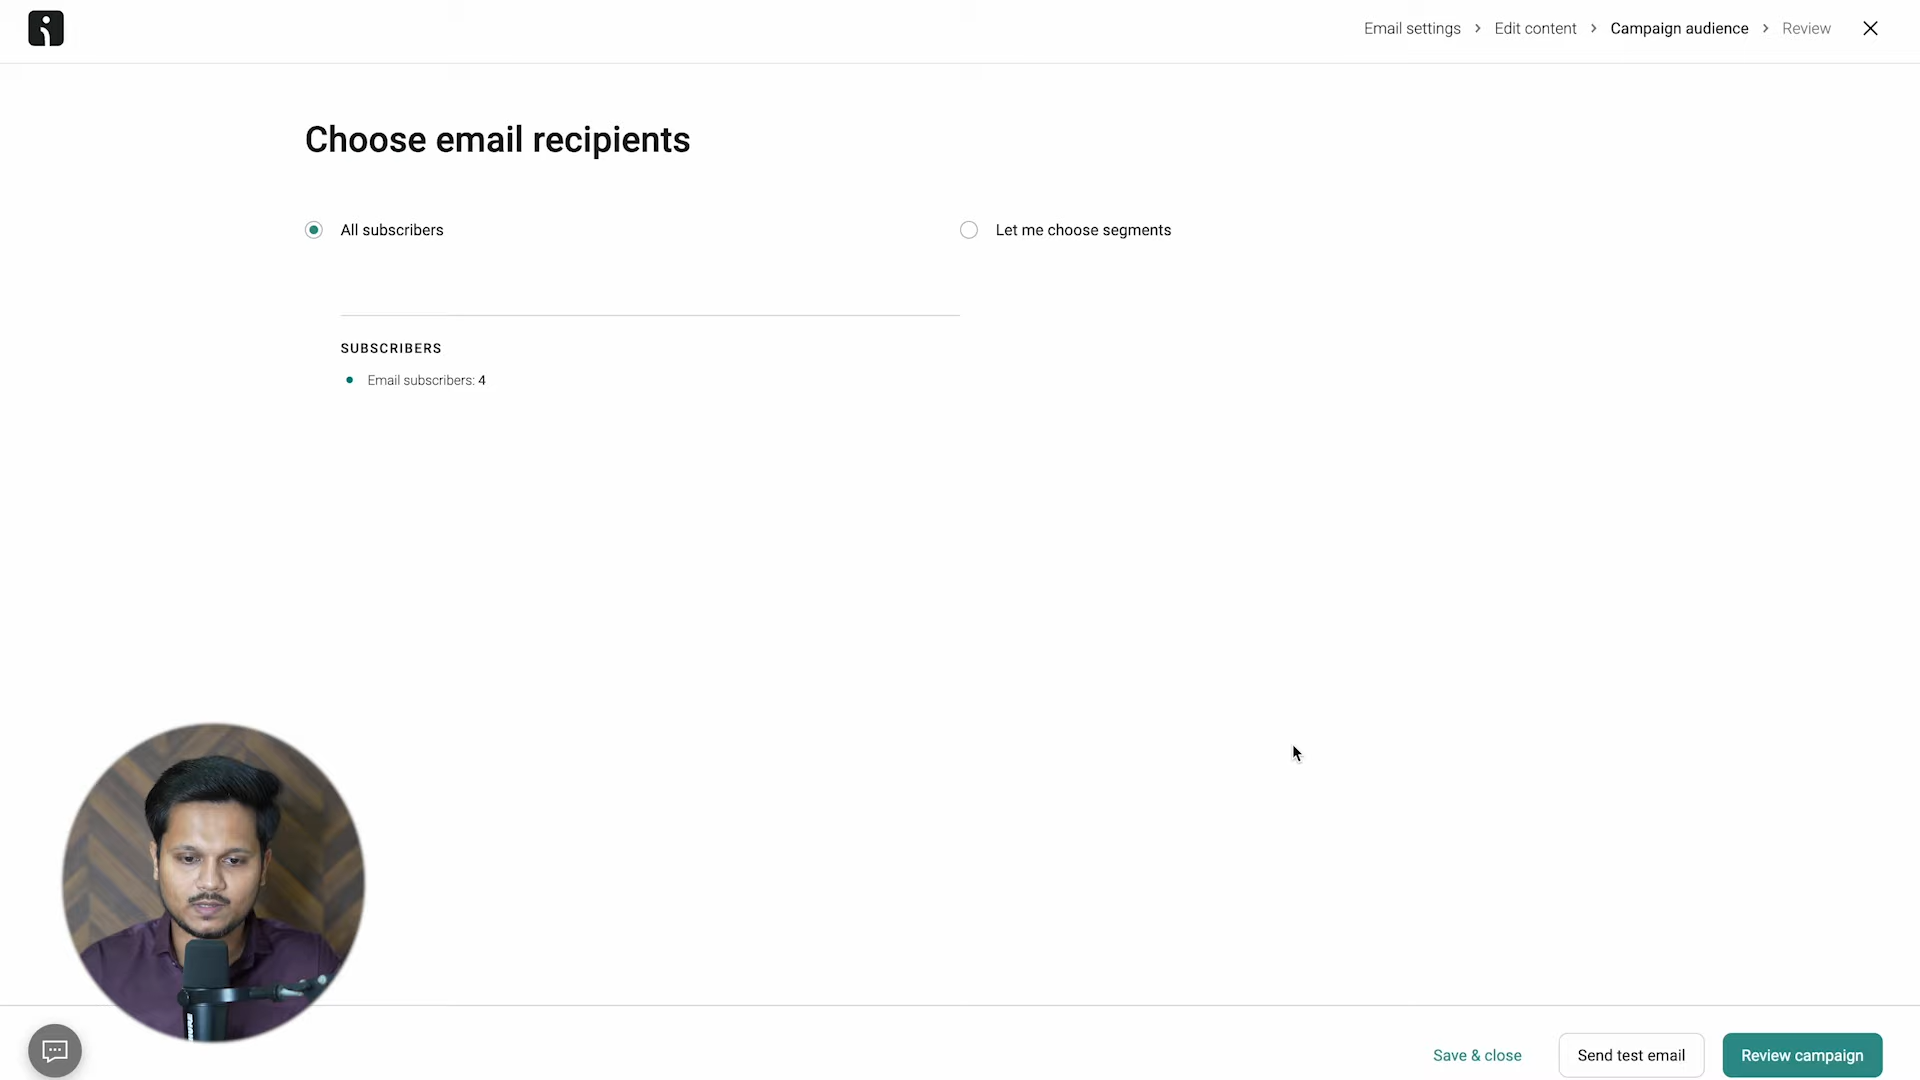 Email settings > Edit content > Campaign audience > Review
Choose email recipients
All subscribers
Let me choose segments
SUBSCRIBERS
Email subscribers: 4
Save & close
Send test email
Review campaign